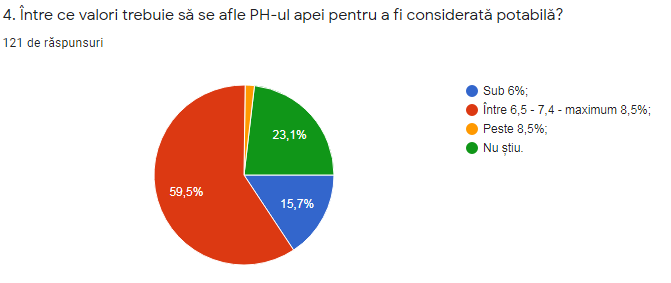 4. Între ce valori trebuie să se afle PH-ul apei pentru a fi considerată potabilă?
121 de răspunsuri
Sub 6%;
Între 6,5 - 7,4 - maximum 8,5%;
Peste 8,5%;
Nu știu.
23,1%
59,5%
15,7%